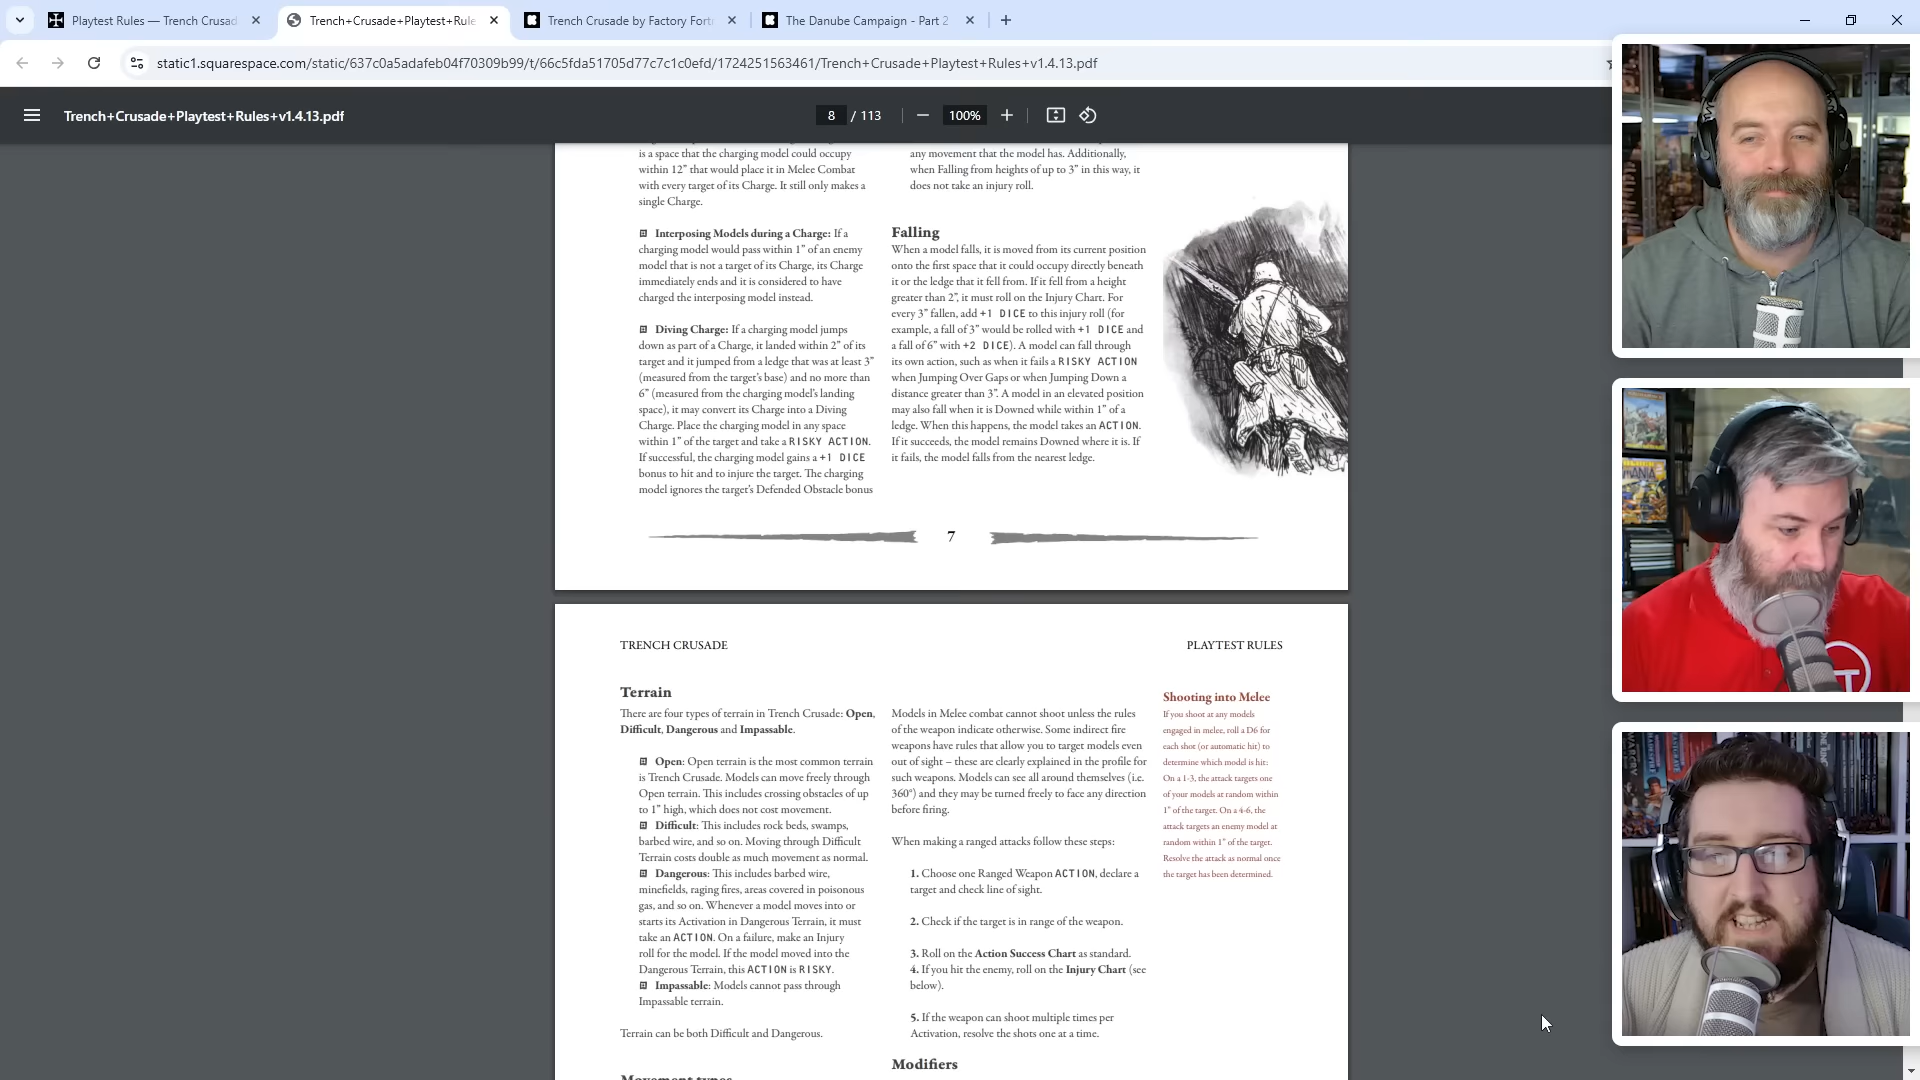 Playtest Rules — Trench Crusad
Trench+Crusade+Playtest+Rule
Trench Crusade by Factory Fort
The Danube Campaign - Part 2
static1.squarespace.com/static/637c0a5adafeb04f70309b99/t/66c5fda51705d77c7c1c0efd/1724251563461/Trench+Crusade+Playtest+Rules+v1.4.13.pdf
Trench+Crusade+Playtest+Rules+v1.4.13.pdf
8 / 113
100%
is a space that the charging model could occupy
within 12” that would place it in Melee Combat
with every target of its Charge. It still only makes a
single Charge.
Interposing Models during a Charge: If a
charging model would pass within 1” of an enemy
model that is not a target of its Charge, its Charge
immediately ends and it is considered to have
charged the interposing model instead.
Diving Charge: If a charging model jumps
down as part of a Charge, it landed within 2” of its
target and it jumped from a ledge that was at least 3”
(measured from the target’s base) and no more than
6” (measured from the charging model’s landing
space), it may convert its Charge into a Diving
Charge. Place the charging model in any space
within 1” of the target and take a RISKY ACTION.
If successful, the charging model gains a +1 DICE
bonus to hit and to injure the target. The charging
model ignores the target’s Defended Obstacle bonus
any movement that the model has. Additionally,
when Falling from heights of up to 3” in this way, it
does not take an injury roll.
Falling
When a model falls, it is moved from its current position
onto the first space that it could occupy directly beneath
it or the ledge that it fell from. If it fell from a height
greater than 2”, it must roll on the Injury Chart. For
every 3” fallen, add +1 DICE to this injury roll (for
example, a fall of 3” would be rolled with +1 DICE and
a fall of 6” with +2 DICE). A model can fall through
its own action, such as when it fails a RISKY ACTION
when Jumping Over Gaps or when Jumping Down a
distance greater than 3”. A model in an elevated position
may also fall when it is Downed while within 1” of a
ledge. When this happens, the model takes an ACTION.
If it succeeds, the model remains Downed where it is. If
it fails, the model falls from the nearest ledge.
7
TRENCH CRUSADE
PLAYTEST RULES
Terrain
There are four types of terrain in Trench Crusade: Open,
Difficult, Dangerous and Impassable.
Open: Open terrain is the most common terrain
is Trench Crusade. Models can move freely through
Open terrain. This includes crossing obstacles of up
to 1” high, which does not cost movement.
Difficult: This includes rock beds, swamps,
barbed wire, and so on. Moving through Difficult
Terrain costs double as much movement as normal.
Dangerous: This includes barbed wire,
minefields, raging fires, areas covered in poisonous
gas, and so on. Whenever a model moves into or
starts its Activation in Dangerous Terrain, it must
take an ACTION. On a failure, make an Injury
roll for the model. If the model moved into the
Dangerous Terrain, this ACTION is RISKY.
Impassable: Models cannot pass through
Impassable terrain.
Terrain can be both Difficult and Dangerous.
Movement types
Models in Melee combat cannot shoot unless the rules
of the weapon indicate otherwise. Some indirect fire
weapons have rules that allow you to target models even
out of sight – these are clearly explained in the profile for
such weapons. Models can see all around themselves (i.e.
360°) and they may be turned freely to face any direction
before firing.
When making a ranged attacks follow these steps:
1. Choose one Ranged Weapon ACTION, declare a
target and check line of sight.
2. Check if the target is in range of the weapon.
3. Roll on the Action Success Chart as standard.
4. If you hit the enemy, roll on the Injury Chart (see
below).
5. If the weapon can shoot multiple times per
Activation, resolve the shots one at a time.
Modifiers
Shooting into Melee
If you shoot at any models
engaged in melee, roll a D6 for
each shot (or automatic hit) to
determine which model is hit:
On a 1-3, the attack targets one
of your models at random within
1” of the target. On a 4-6, the
attack targets an enemy model at
random within 1” of the target.
Resolve the attack as normal once
the target has been determined.